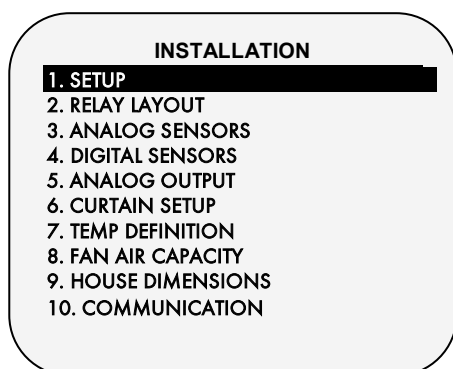 INSTALLATION
1. SETUP
2. RELAY LAYOUT
3. ANALOG SENSORS
4. DIGITAL SENSORS
5. ANALOG OUTPUT
6. CURTAIN SETUP
7. TEMP DEFINITION
8. FAN AIR CAPACITY
9. HOUSE DIMENSIONS
10. COMMUNICATION